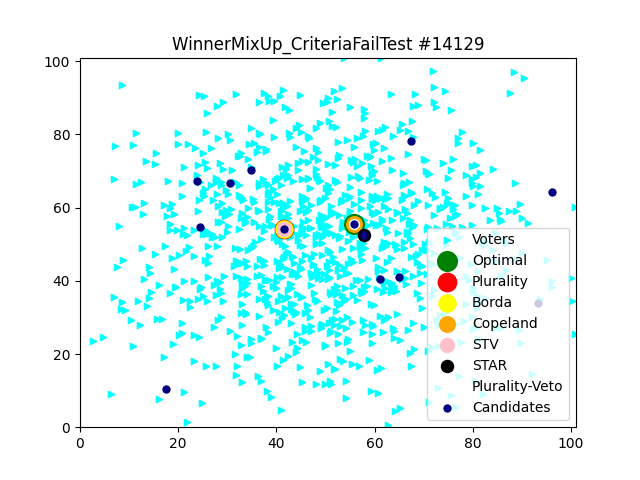 WinnerMixUp_CriteriaFailTest #14129
100
80
60
40
20
0
0 20 40 60 80 100
Voters
Optimal
Plurality
Borda
Copeland
STV
STAR
Plurality-Veto
Candidates